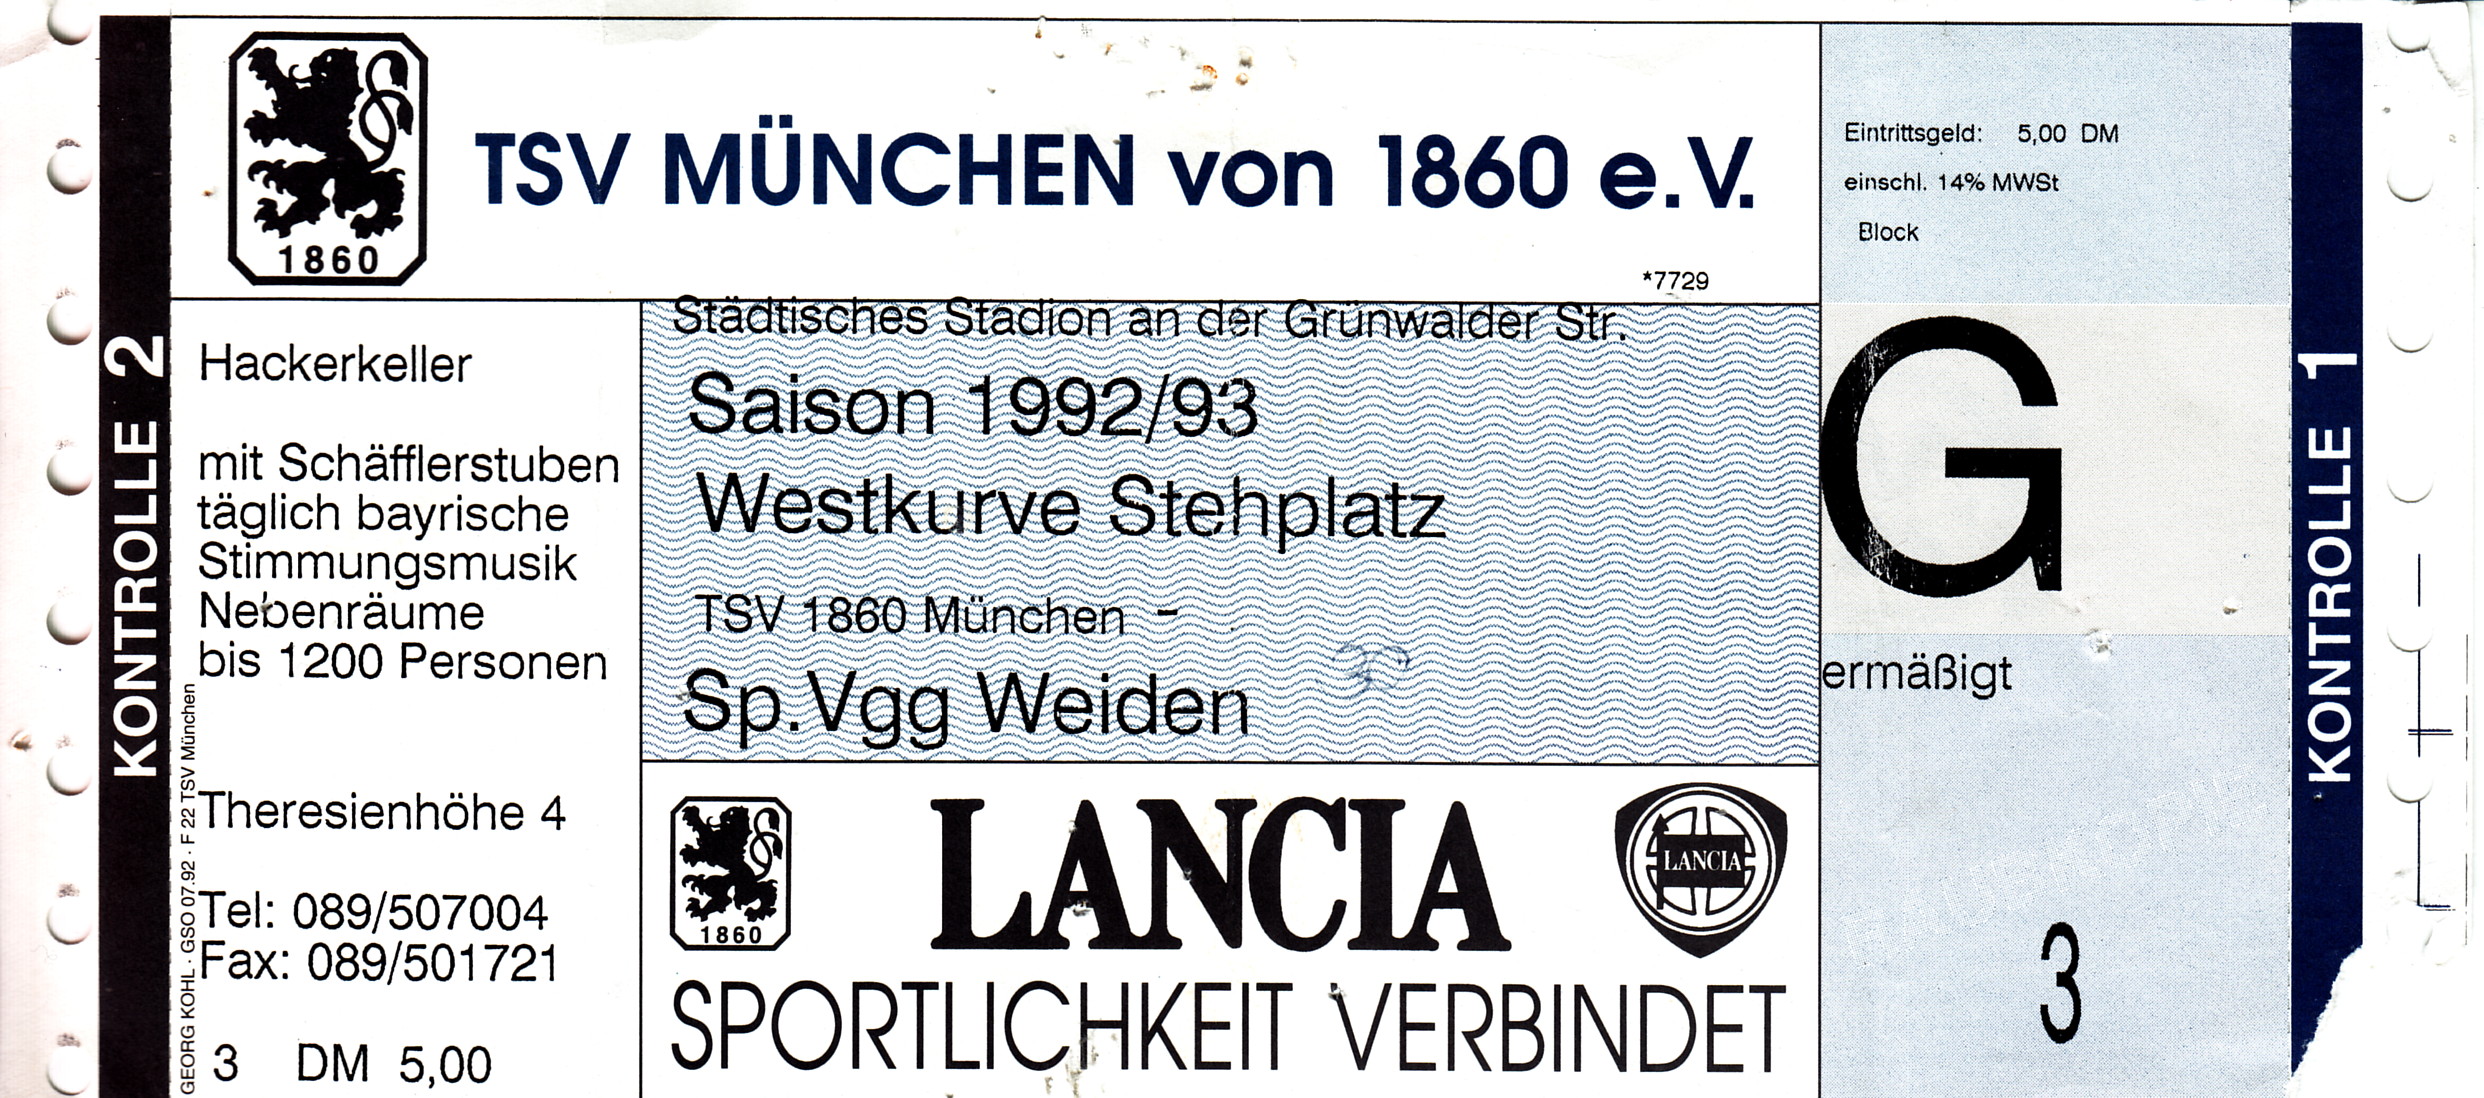 1860
TSV MÜNCHEN von 1860 e.V.
*7729
Eintrittsgeld: 5,00 DM
einschl. 14% MWSt
Block
G
ermäßigt
3
KONTROLLE 2
KONTROLLE 1
Hackerkeller
mit Schäfflerstuben
täglich bayrische
Stimmungsmusik
Nebenräume
bis 1200 Personen
Theresienhöhe 4
Tel: 089/507004
Fax: 089/501721
3 DM 5,00
GEORG KOHL · GSO 07.92 · F 22 TSV München
Städtisches Stadion an der Grünwalder Str.
Saison 1992/93
Westkurve Stehplatz
TSV 1860 München -
Sp.Vgg Weiden
1860
LANCIA
LANCIA
SPORTLICHKEIT VERBINDET